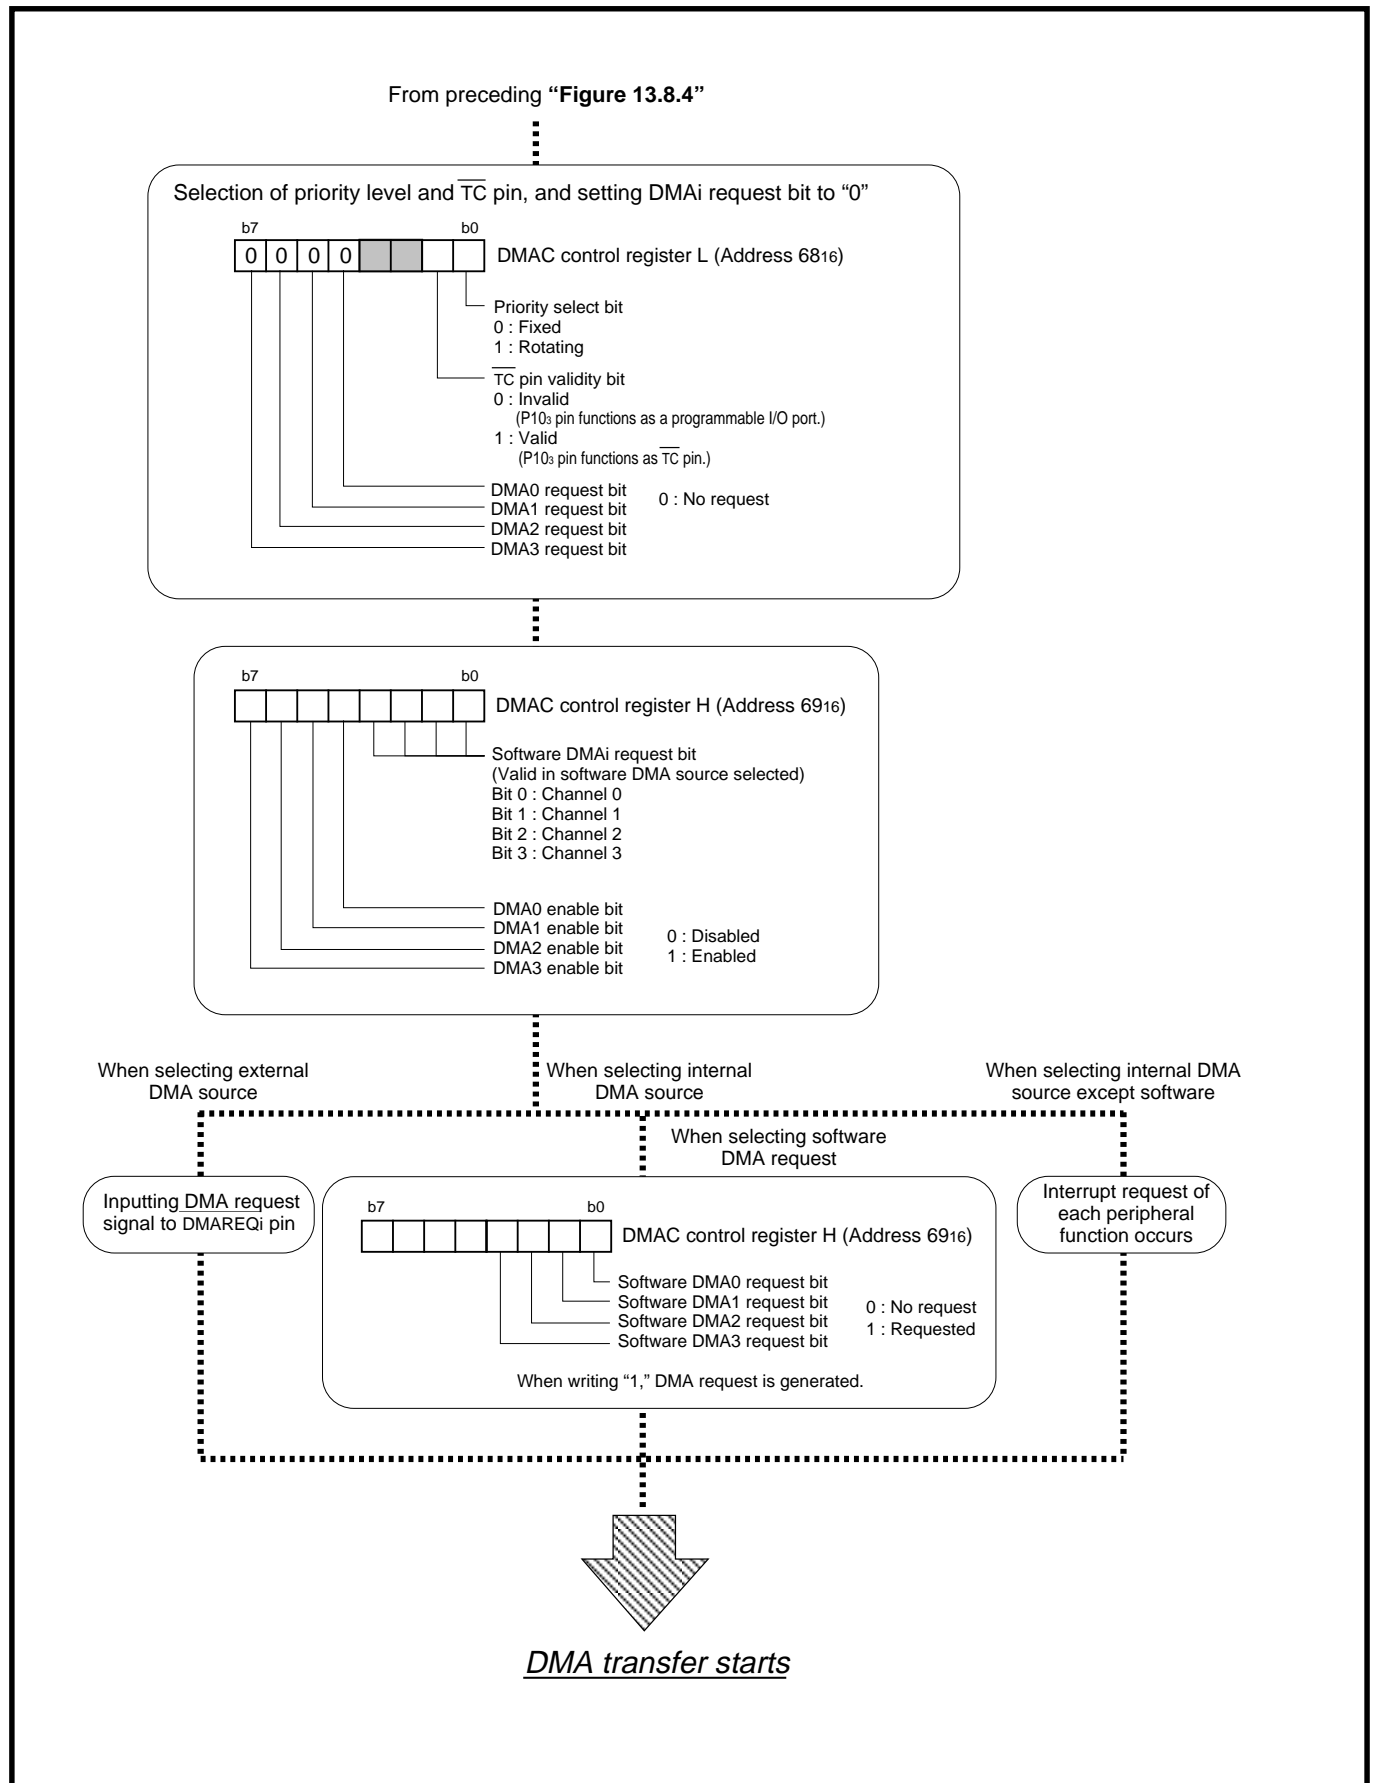 From preceding “Figure 13.8.4”
Selection of priority level and TC pin, and setting DMAi request bit to “0”
b7 b0
0 0 0 0 DMAC control register L (Address 6816)
Priority select bit
0 : Fixed
1 : Rotating
TC pin validity bit
0 : Invalid
(P103 pin functions as a programmable I/O port.)
1 : Valid
(P103 pin functions as TC pin.)
DMA0 request bit
0 : No request
DMA1 request bit
DMA2 request bit
DMA3 request bit
b7 b0
DMAC control register H (Address 6916)
Software DMAi request bit
(Valid in software DMA source selected)
Bit 0 : Channel 0
Bit 1 : Channel 1
Bit 2 : Channel 2
Bit 3 : Channel 3
DMA0 enable bit
DMA1 enable bit
DMA2 enable bit
DMA3 enable bit
0 : Disabled
1 : Enabled
When selecting external
DMA source
When selecting internal
DMA source
When selecting internal DMA
source except software
When selecting software
DMA request
Inputting DMA request
signal to DMAREQi pin
b7 b0
DMAC control register H (Address 6916)
Software DMA0 request bit
Software DMA1 request bit
Software DMA2 request bit
Software DMA3 request bit
0 : No request
1 : Requested
When writing “1,” DMA request is generated.
Interrupt request of
each peripheral
function occurs
DMA transfer starts